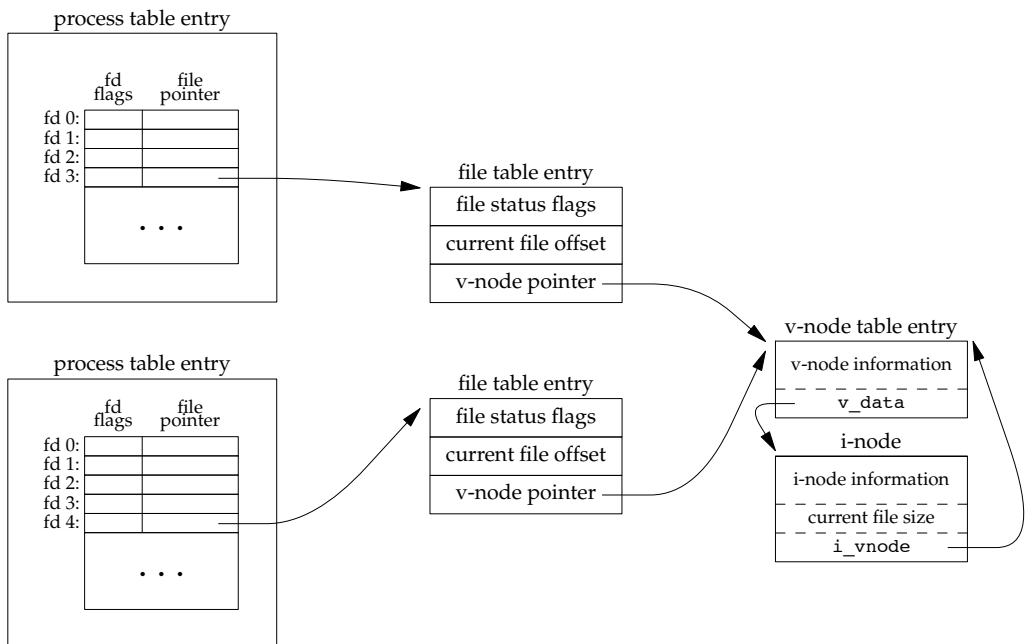 process table entry
fd flags
file pointer
fd 0:
fd 1:
fd 2:
fd 3:
. . .
file table entry
file status flags
current file offset
v-node pointer
v-node table entry
v-node information
v_data
i-node
i-node information
current file size
i_vnode
process table entry
fd flags
file pointer
fd 0:
fd 1:
fd 2:
fd 3:
fd 4:
. . .
file table entry
file status flags
current file offset
v-node pointer